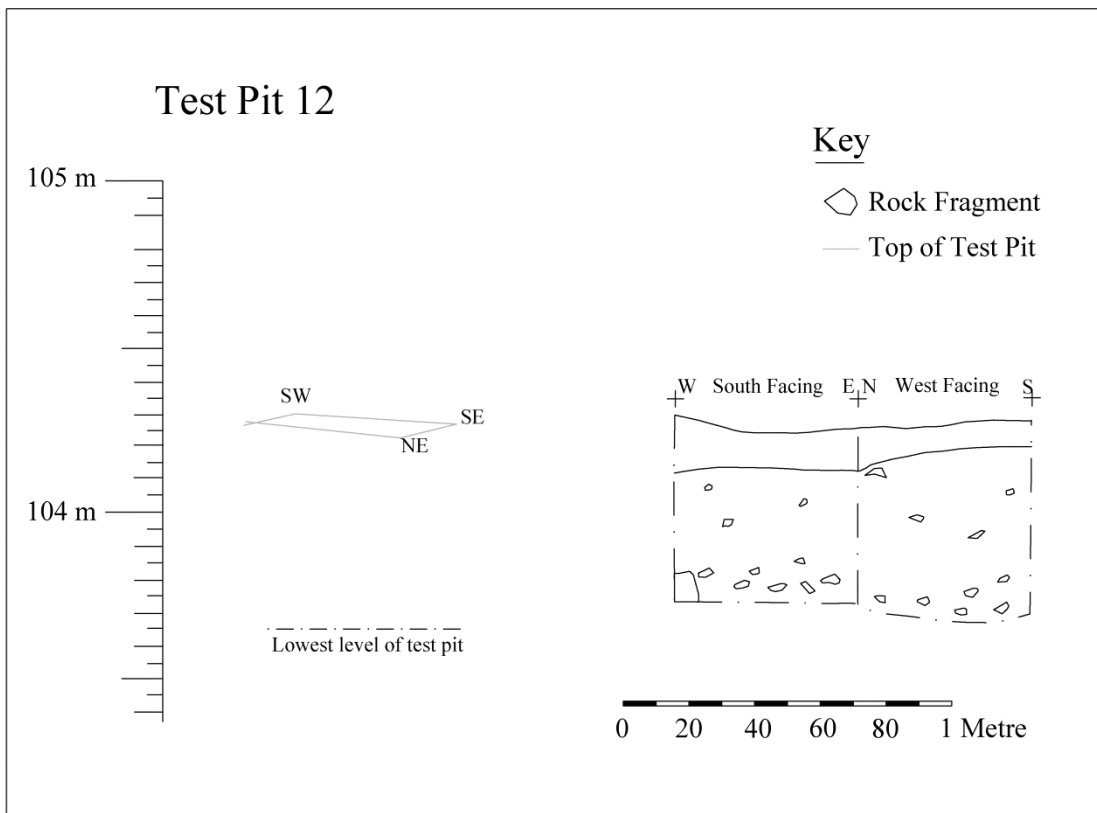 Test Pit 12
Key
105 m
Rock Fragment
Top of Test Pit
W South Facing E N West Facing S
SW
SE
NE
104 m
Lowest level of test pit
0 20 40 60 80 1 Metre